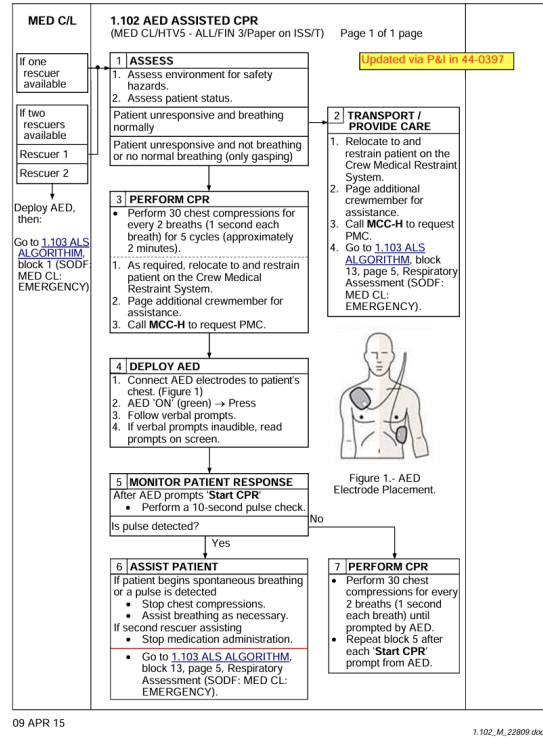 MED C/L
1.102 AED ASSISTED CPR
(MED CL/HTV5 - ALL/FIN 3/Paper on ISS/T) Page 1 of 1 page
Updated via P&I in 44-0397
If one
rescuer
available
If two
rescuers
available
Rescuer 1
Rescuer 2
Deploy AED,
then:
Go to 1.103 ALS
ALGORITHIM,
block 1 (SODF:
MED CL:
EMERGENCY)
1 ASSESS
1. Assess environment for safety
hazards.
2. Assess patient status.
Patient unresponsive and breathing
normally
Patient unresponsive and not breathing
or no normal breathing (only gasping)
2 TRANSPORT /
PROVIDE CARE
1. Relocate to and
restrain patient on the
Crew Medical Restraint
System.
2. Page additional
crewmember for
assistance.
3. Call MCC-H to request
PMC.
4. Go to 1.103 ALS
ALGORITHM, block
13, page 5, Respiratory
Assessment (SODF:
MED CL:
EMERGENCY).
3 PERFORM CPR
• Perform 30 chest compressions for
every 2 breaths (1 second each
breath) for 5 cycles (approximately
2 minutes).
1. As required, relocate to and restrain
patient on the Crew Medical
Restraint System.
2. Page additional crewmember for
assistance.
3. Call MCC-H to request PMC.
4 DEPLOY AED
1. Connect AED electrodes to patient's
chest. (Figure 1)
2. AED 'ON' (green) → Press
3. Follow verbal prompts.
4. If verbal prompts inaudible, read
prompts on screen.
Figure 1.- AED
Electrode Placement.
5 MONITOR PATIENT RESPONSE
After AED prompts 'Start CPR'
• Perform a 10-second pulse check.
Is pulse detected?
No
Yes
6 ASSIST PATIENT
If patient begins spontaneous breathing
or a pulse is detected
• Stop chest compressions.
• Assist breathing as necessary.
If second rescuer assisting
• Stop medication administration.
• Go to 1.103 ALS ALGORITHM,
block 13, page 5, Respiratory
Assessment (SODF: MED CL:
EMERGENCY).
7 PERFORM CPR
• Perform 30 chest
compressions for every
2 breaths (1 second
each breath) until
prompted by AED.
• Repeat block 5 after
each 'Start CPR'
prompt from AED.
09 APR 15
1.102_M_22809.doc